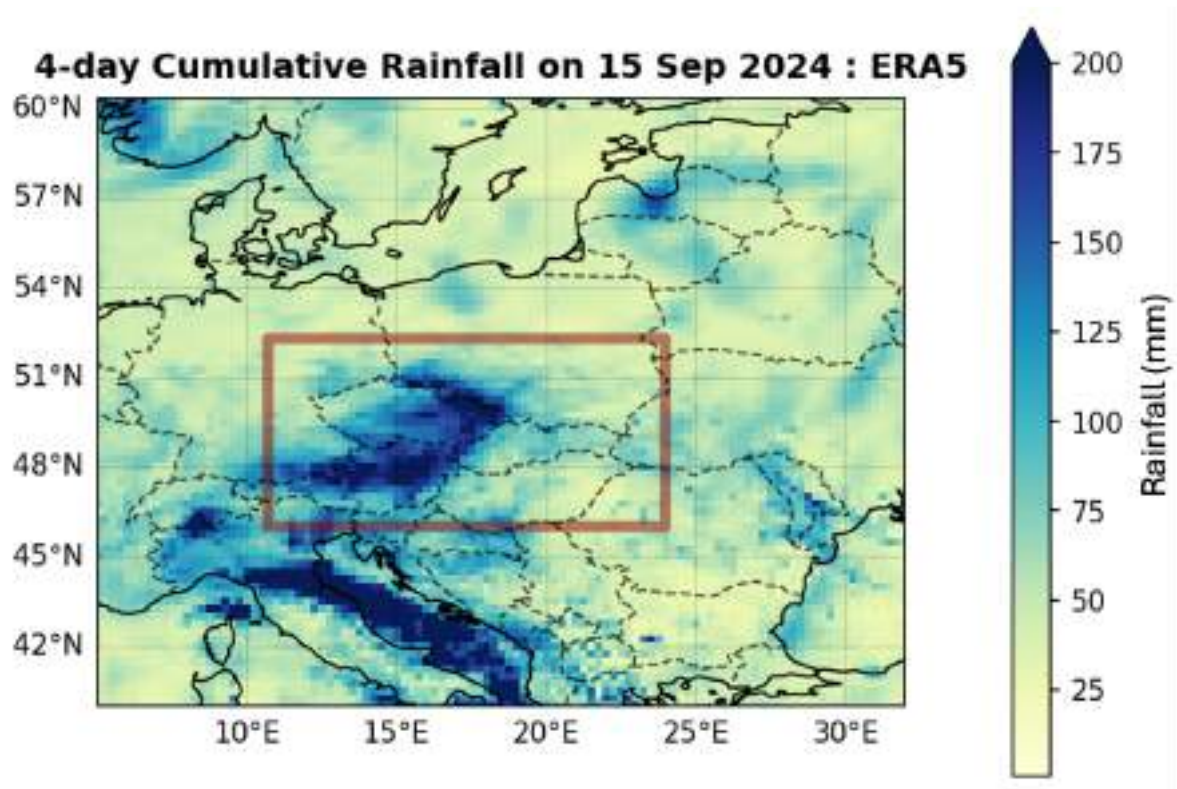 4-day Cumulative Rainfall on 15 Sep 2024 : ERA5
60°N
57°N
54°N
51°N
48°N
45°N
42°N
10°E 15°E 20°E 25°E 30°E
200
175
150
125
100
75
50
25
Rainfall (mm)